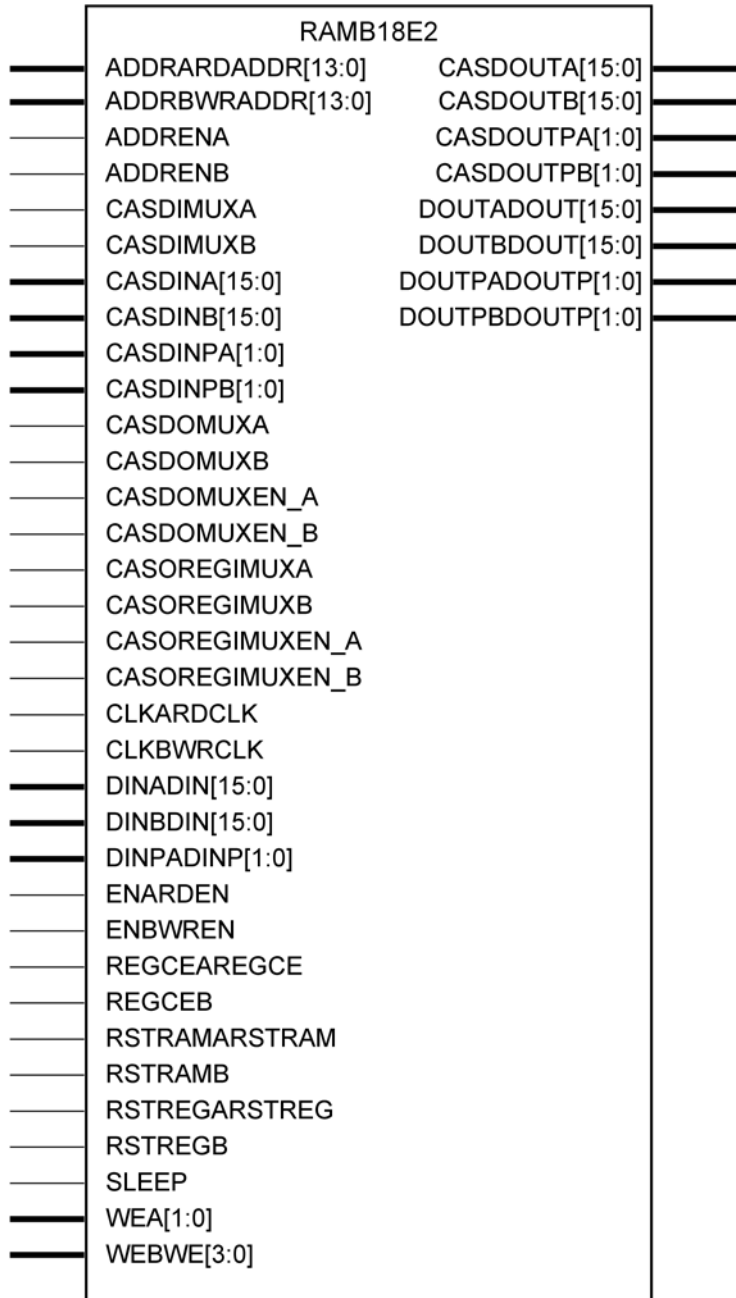 RAMB18E2
ADDRARDADDR[13:0] CASDOUTA[15:0]
ADDRBWRADDR[13:0] CASDOUTB[15:0]
ADDRENA CASDOUTPA[1:0]
ADDRENB CASDOUTPB[1:0]
CASDIMUXA DOUTADOUT[15:0]
CASDIMUXB DOUTBDOUT[15:0]
CASDINA[15:0] DOUTPADOUTP[1:0]
CASDINB[15:0] DOUTPBDOUTP[1:0]
CASDINPA[1:0]
CASDINPB[1:0]
CASDOMUXA
CASDOMUXB
CASDOMUXEN_A
CASDOMUXEN_B
CASOREGIMUXA
CASOREGIMUXB
CASOREGIMUXEN_A
CASOREGIMUXEN_B
CLKARDCLK
CLKBWRCLK
DINADIN[15:0]
DINBDIN[15:0]
DINPADINP[1:0]
ENARDEN
ENBWREN
REGCEAREGCE
REGCEB
RSTRAMARSTRAM
RSTRAMB
RSTREGARSTREG
RSTREGB
SLEEP
WEA[1:0]
WEBWE[3:0]